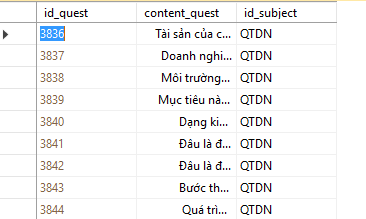 id_quest content_quest id_subject
3836 Tài sản của c... QTDN
3837 Doanh nghi... QTDN
3838 Môi trường... QTDN
3839 Mục tiêu nà... QTDN
3840 Dạng ki... QTDN
3841 Đâu là đ... QTDN
3842 Đâu là đ... QTDN
3843 Bước th... QTDN
3844 Quá trì... QTDN